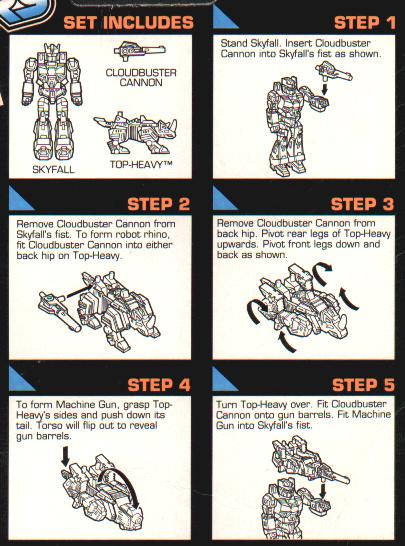 SET INCLUDES
CLOUDBUSTER
CANNON
SKYFALL
TOP-HEAVY™
STEP 1
Stand Skyfall. Insert Cloudbuster
Cannon into Skyfall's fist as shown.
STEP 2
Remove Cloudbuster Cannon from
Skyfall's fist. To form robot rhino,
fit Cloudbuster Cannon into either
back hip on Top-Heavy.
STEP 3
Remove Cloudbuster Cannon from
back hip. Pivot rear legs of Top-Heavy
upwards. Pivot front legs down and
back as shown.
STEP 4
To form Machine Gun, grasp Top-
Heavy's sides and push down its
tail. Torso will flip out to reveal
gun barrels.
STEP 5
Turn Top-Heavy over. Fit Cloudbuster
Cannon onto gun barrels. Fit Machine
Gun into Skyfall's fist.